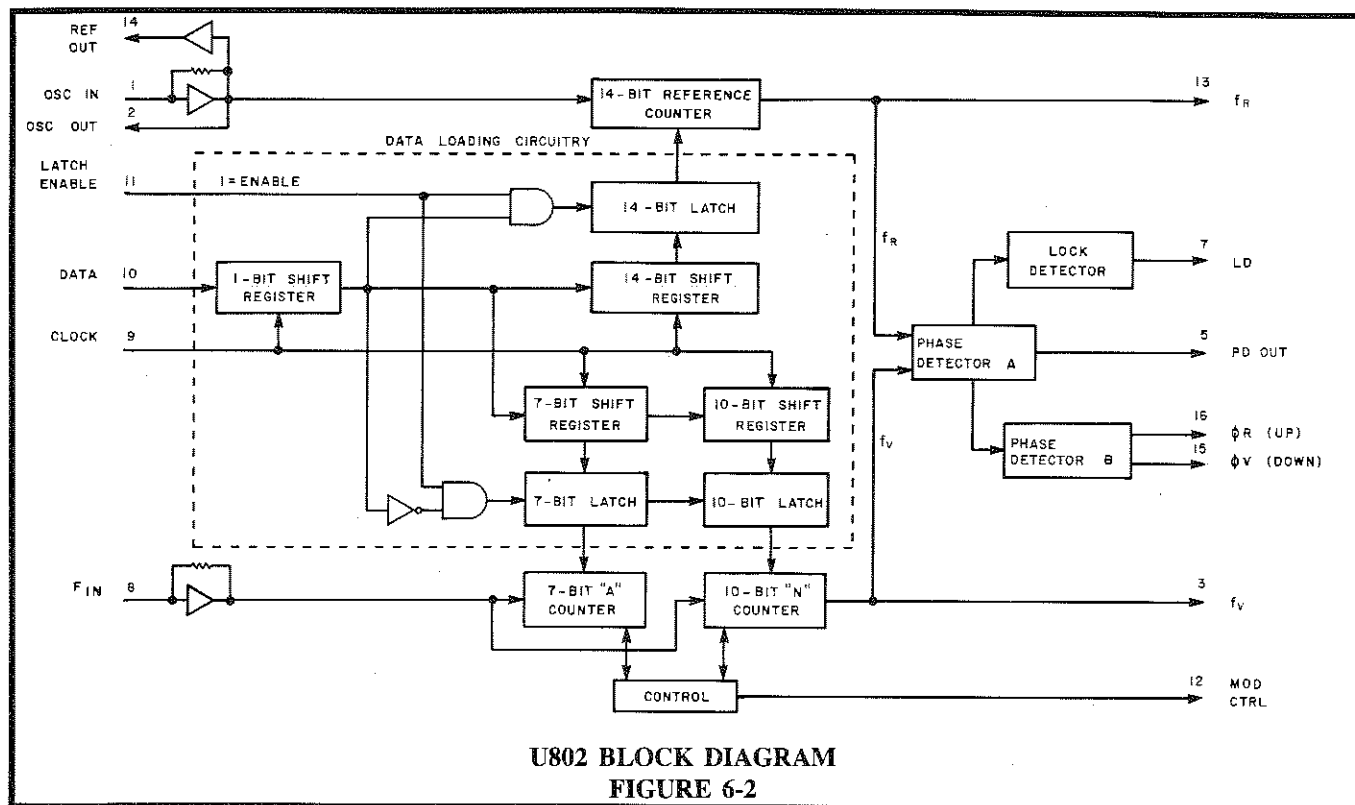 14
REF
OUT
1
OSC IN
2
OSC OUT
14-BIT REFERENCE
COUNTER
13
fR
DATA LOADING CIRCUITRY
LATCH
ENABLE
11
1=ENABLE
14-BIT LATCH
DATA
10
1-BIT SHIFT
REGISTER
14-BIT SHIFT
REGISTER
fR
LOCK
DETECTOR
7
LD
CLOCK
9
PHASE
DETECTOR A
5
PD OUT
7-BIT SHIFT
REGISTER
10-BIT SHIFT
REGISTER
fV
PHASE
DETECTOR B
16
ϕR (UP)
15
ϕV (DOWN)
7-BIT LATCH
10-BIT LATCH
FIN
8
7-BIT "A"
COUNTER
10-BIT "N"
COUNTER
3
fV
CONTROL
12
MOD
CTRL
U802 BLOCK DIAGRAM
FIGURE 6-2